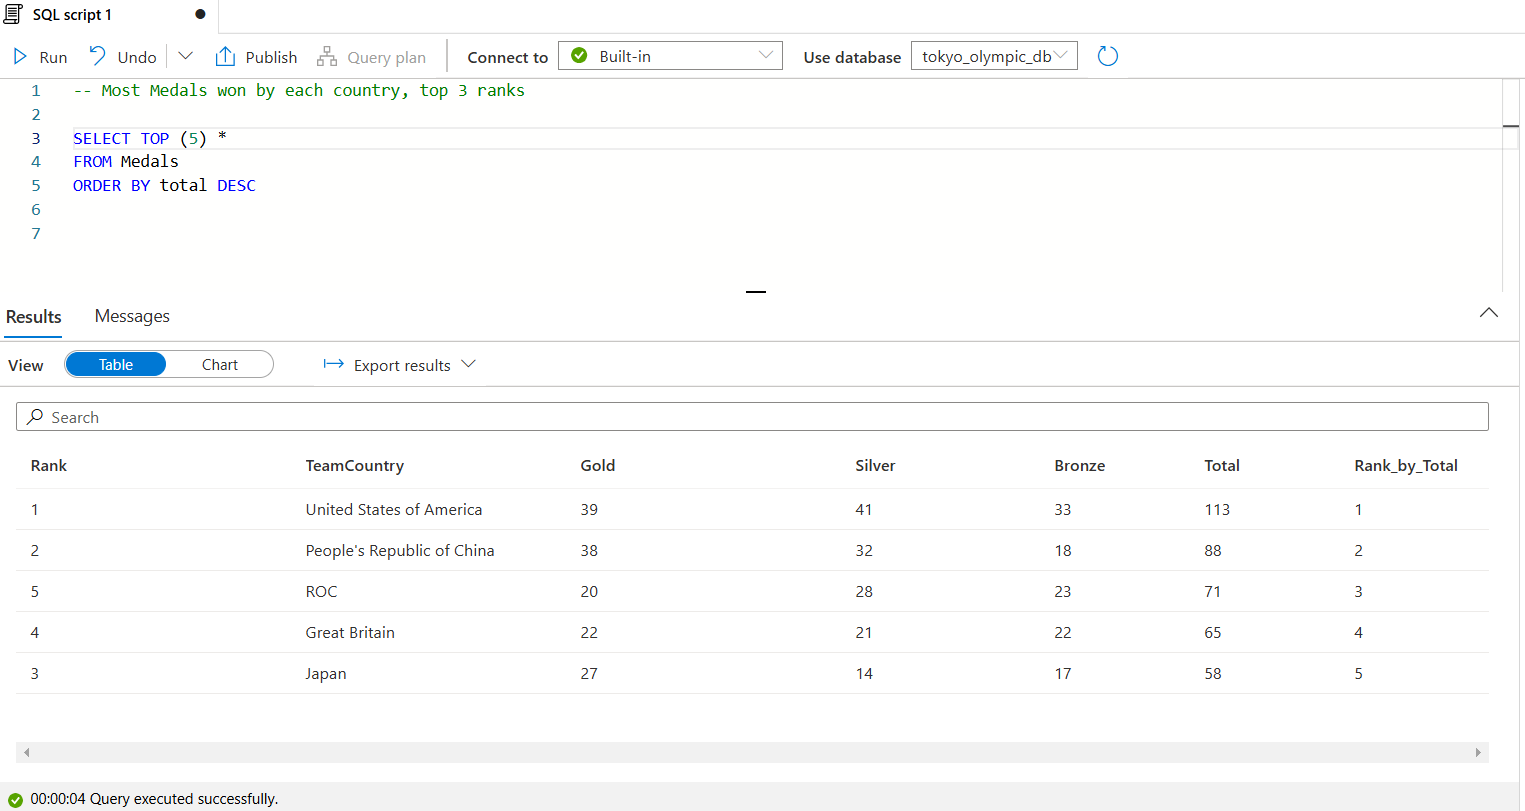 SQL script 1
Run Undo Publish Query plan Connect to Built-in Use database tokyo_olympic_db
1 -- Most Medals won by each country, top 3 ranks
2
3 SELECT TOP (5) *
4 FROM Medals
5 ORDER BY total DESC
6
7
Results Messages
View Table Chart Export results
Search
Rank TeamCountry Gold Silver Bronze Total Rank_by_Total
1 United States of America 39 41 33 113 1
2 People's Republic of China 38 32 18 88 2
5 ROC 20 28 23 71 3
4 Great Britain 22 21 22 65 4
3 Japan 27 14 17 58 5
00:00:04 Query executed successfully.